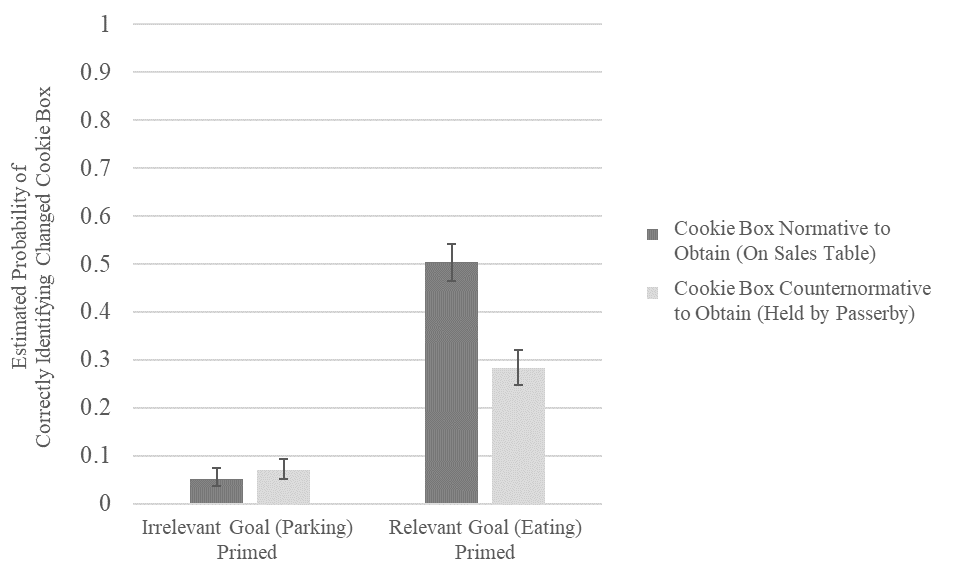 Estimated Probability of
Correctly Identifying Changed Cookie Box
1
0.9
0.8
0.7
0.6
0.5
0.4
0.3
0.2
0.1
0
Irrelevant Goal (Parking)
Primed
Relevant Goal (Eating)
Primed
Cookie Box Normative to
Obtain (On Sales Table)
Cookie Box Counternormative
to Obtain (Held by Passerby)